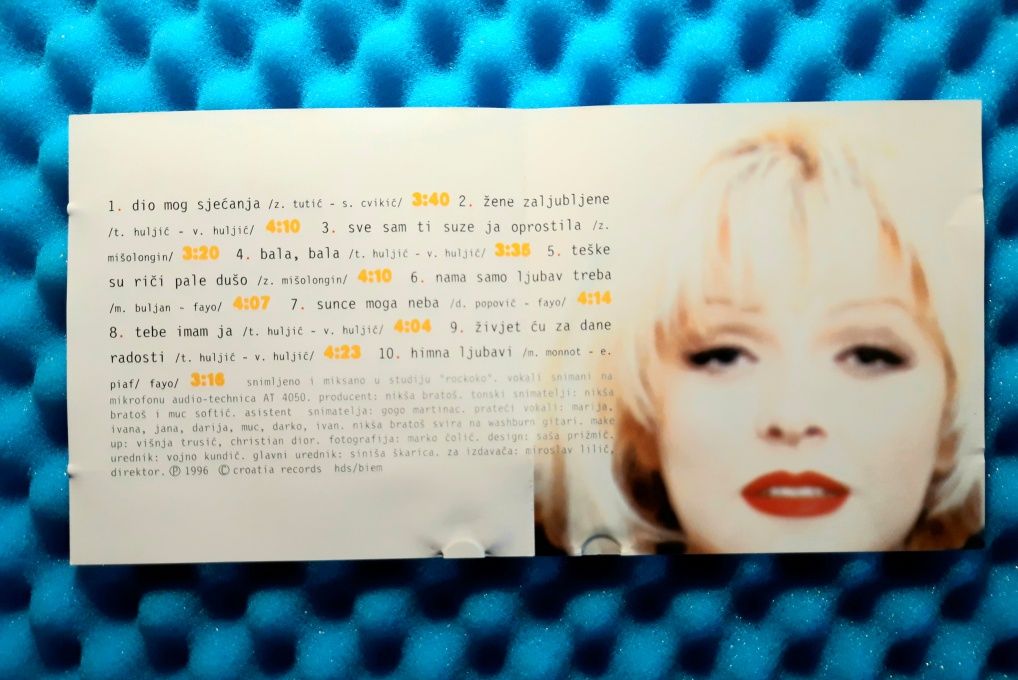 1. dio mog sjećanja /z. tutić - s. cvikić/ 3:40 2. žene zaljubljene
/t. huljić - v. huljić/ 4:10 3. sve sam ti suze ja oprostila /z.
mišolongin/ 3:20 4. bala, bala /t. huljić - v. huljić/ 3:35 5. teške
su riči pale dušo /z. mišolongin/ 4:10 6. nama samo ljubav treba
/m. buljan - fayo/ 4:07 7. sunce moga neba /d. popović - fayo/ 4:14
8. tebe imam ja /t. huljić - v. huljić/ 4:04 9. živjet ću za dane
radosti /t. huljić - v. huljić/ 4:23 10. himna ljubavi /m. monnot - e.
piaf/ fayo/ 3:16 snimljeno i miksano u studiju "rockoko". vokali snimani na
mikrofonu audio-technica AT 4050. producent: nikša bratoš. tonski snimatelji: nikša
bratoš i muc softić. asistent snimatelja: gogo martinac. prateći vokali: marija,
ivana, jana, darija, muc, darko, ivan. nikša bratoš svira na washburn gitari. make
up: višnja trusić, christian dior. fotografija: marko čolić. design: saša prižmić.
urednik: vojno kundić. glavni urednik: siniša škarica. za izdavača: miroslav lilić,
direktor. Ⓟ 1996 © croatia records hds/biem